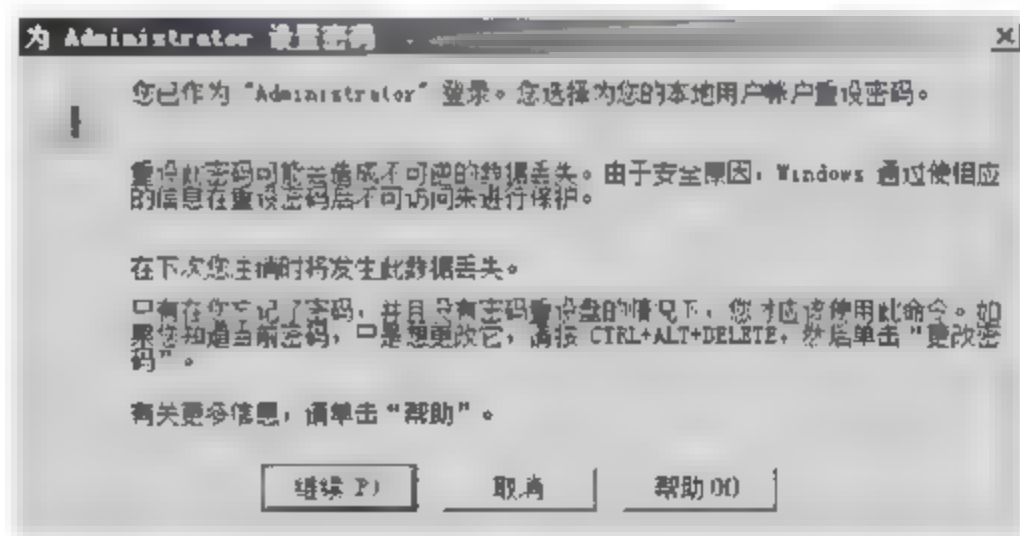 为 Administrator 设置密码
您已作为 “Administrator” 登录。您选择为您的本地用户帐户重设密码。
重设此密码可能会造成不可逆的数据丢失。由于安全原因，Windows 通过使相应
的信息在重设密码后不可访问来进行保护。
在下次您注销时将发生此数据丢失。
只有在您忘记了密码，并且没有密码重设盘的情况下，您才应该使用此命令。如
果您知道当前密码，只是想更改它，请按 CTRL+ALT+DELETE，然后单击“更改密
码”。
有关更多信息，请单击“帮助”。
继续(P) 取消 帮助(H)